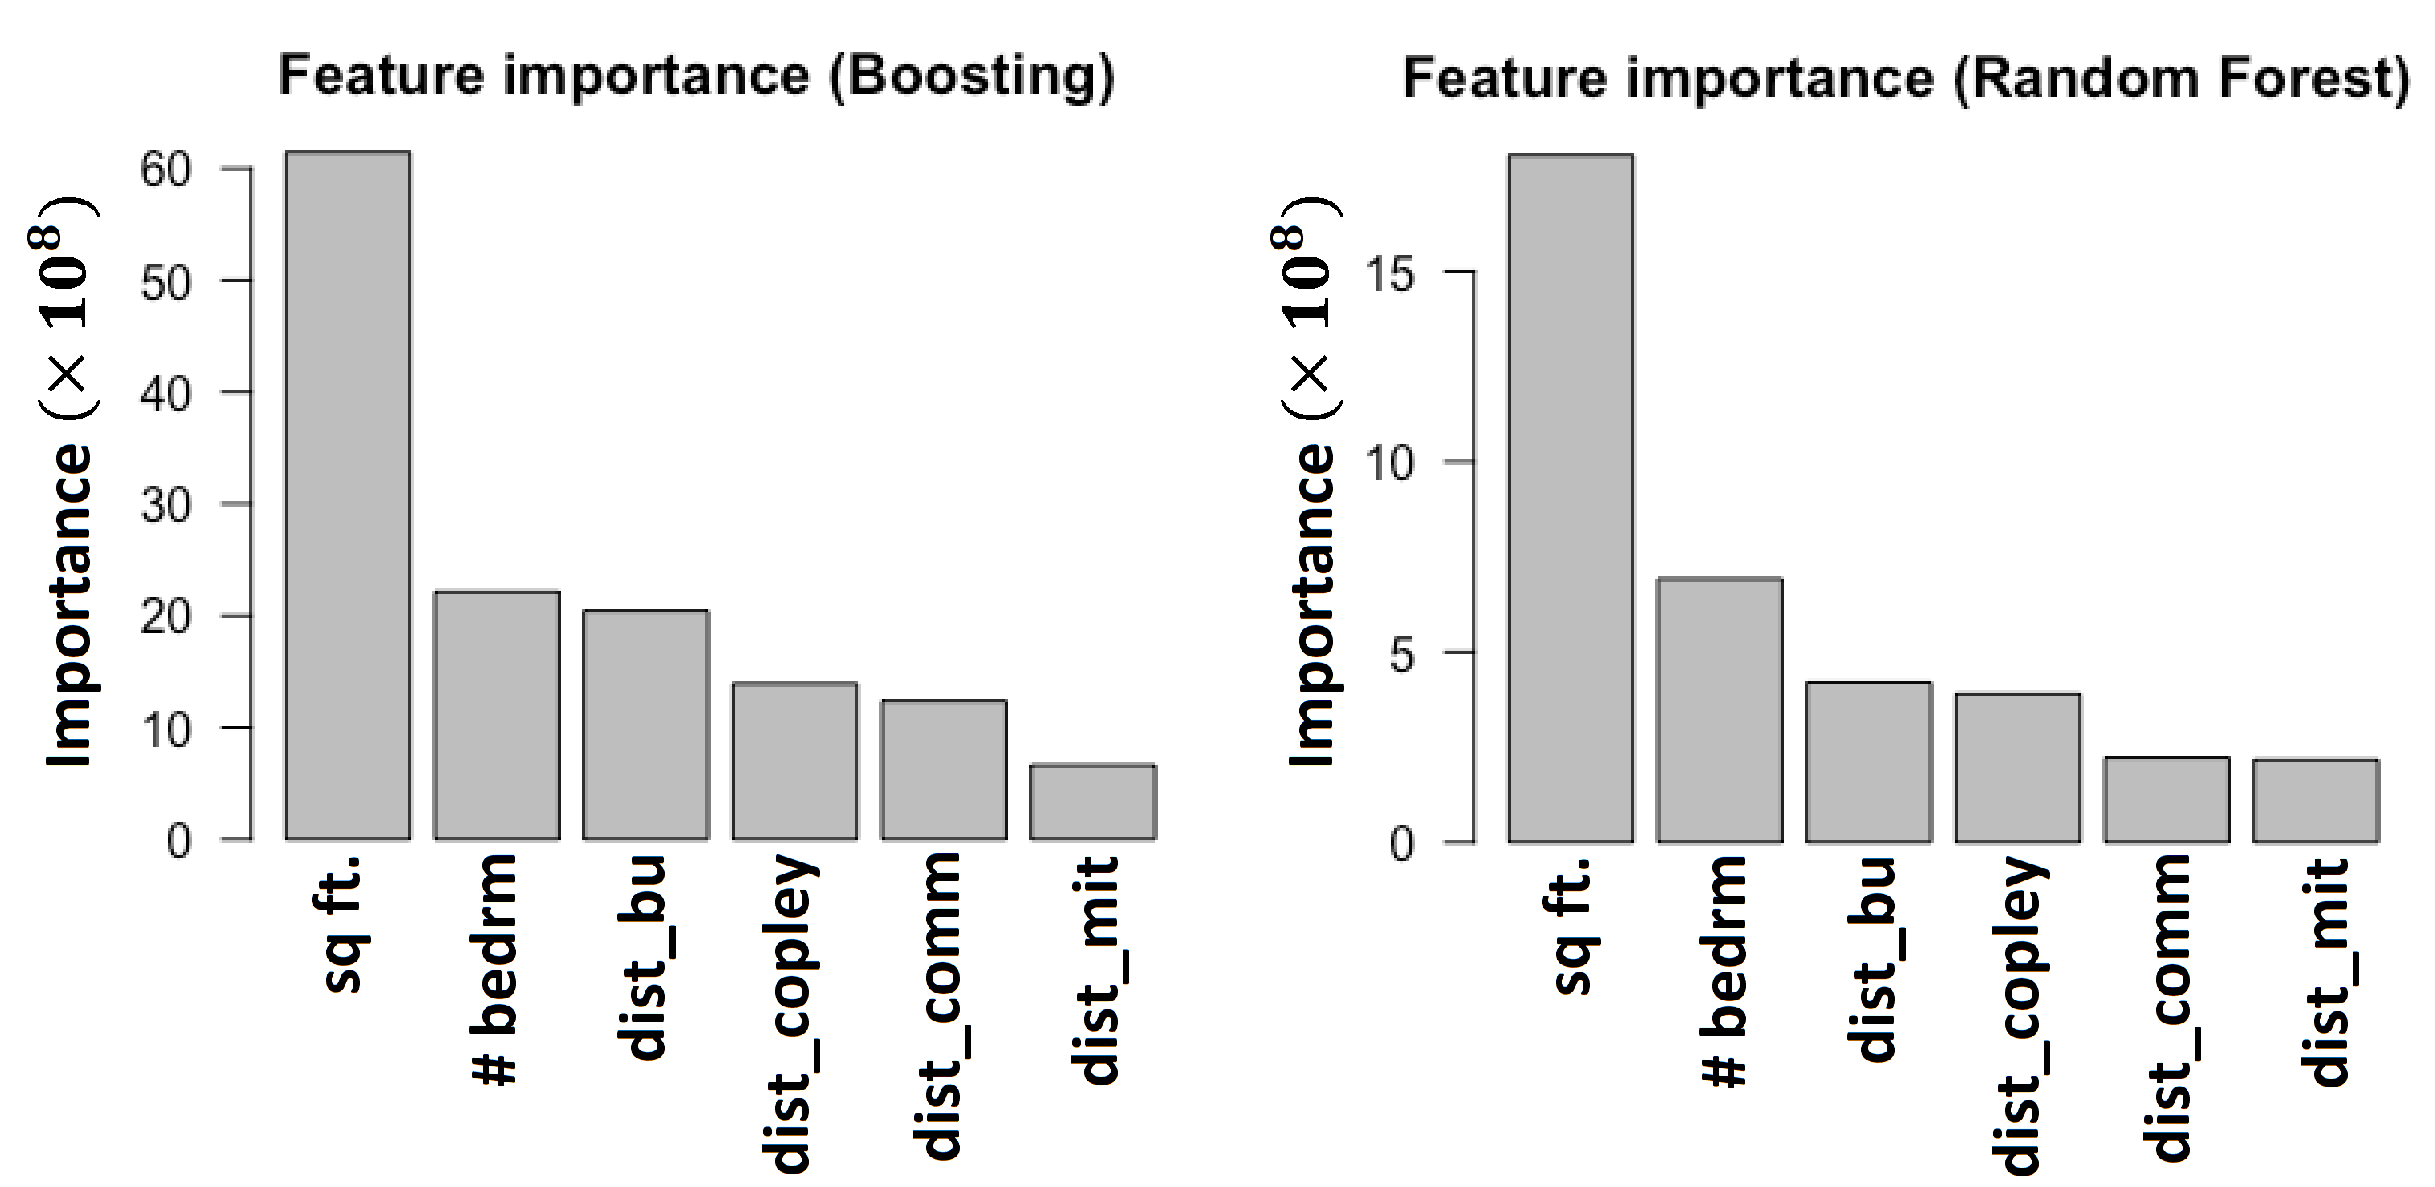 Feature importance (Boosting)
Importance (× 10⁸)
60
50
40
30
20
10
0
sq ft.
# bedrm
dist_bu
dist_copley
dist_comm
dist_mit
Feature importance (Random Forest)
Importance (× 10⁸)
15
10
5
0
sq ft.
# bedrm
dist_bu
dist_copley
dist_comm
dist_mit